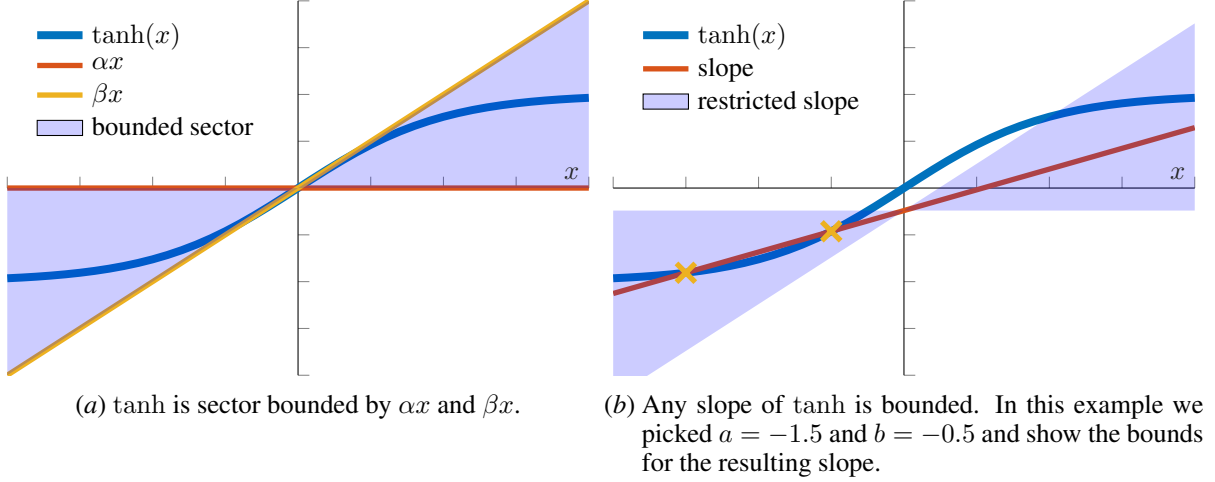 tanh(x)
αx
βx
bounded sector
x
(a) tanh is sector bounded by αx and βx.
tanh(x)
slope
restricted slope
x
(b) Any slope of tanh is bounded. In this example we
picked a = −1.5 and b = −0.5 and show the bounds
for the resulting slope.